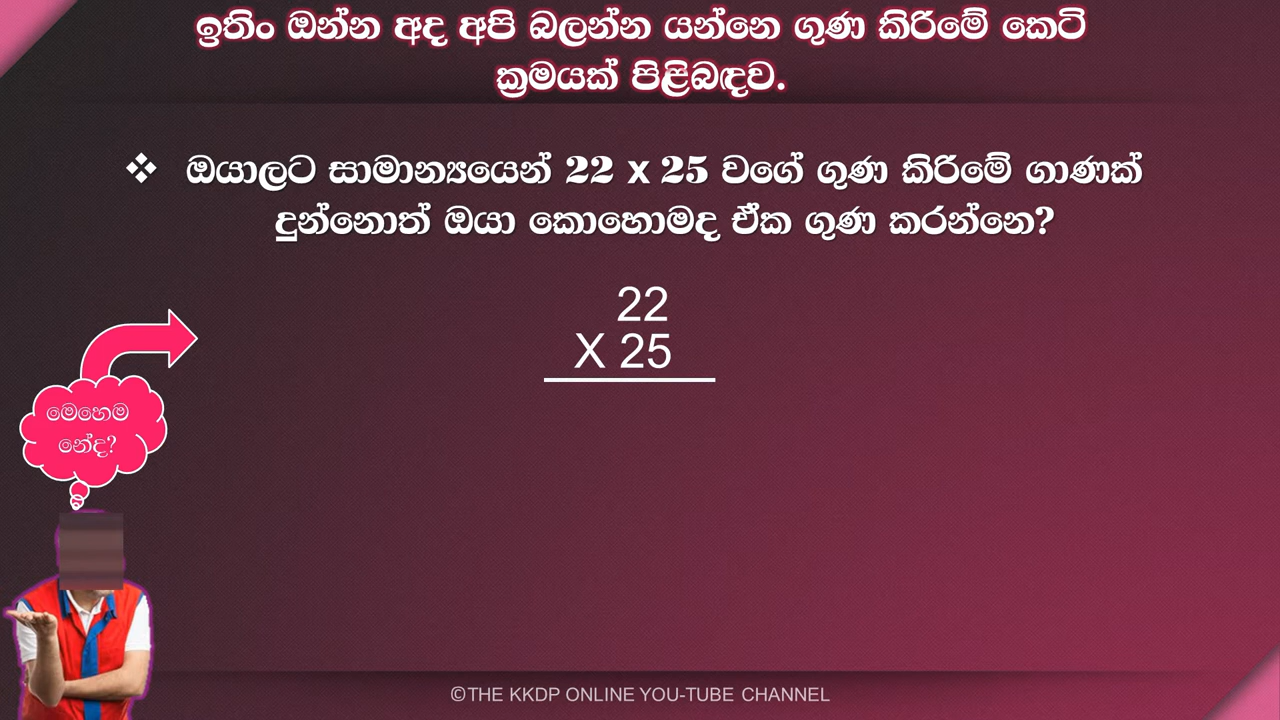 ඉතිං ඔන්න අද අපි බලන්න යන්නෙ ගුණ කිරිමේ කෙටි
ක්‍රමයක් පිළිබඳව.
❖ ඔයාලට සාමාන්‍යයෙන් 22 x 25 වගේ ගුණ කිරිමේ ගාණක්
දුන්නොත් ඔයා කොහොමද ඒක ගුණ කරන්නෙ?
22
X 25
මෙහෙම
නේද?
©THE KKDP ONLINE YOU-TUBE CHANNEL